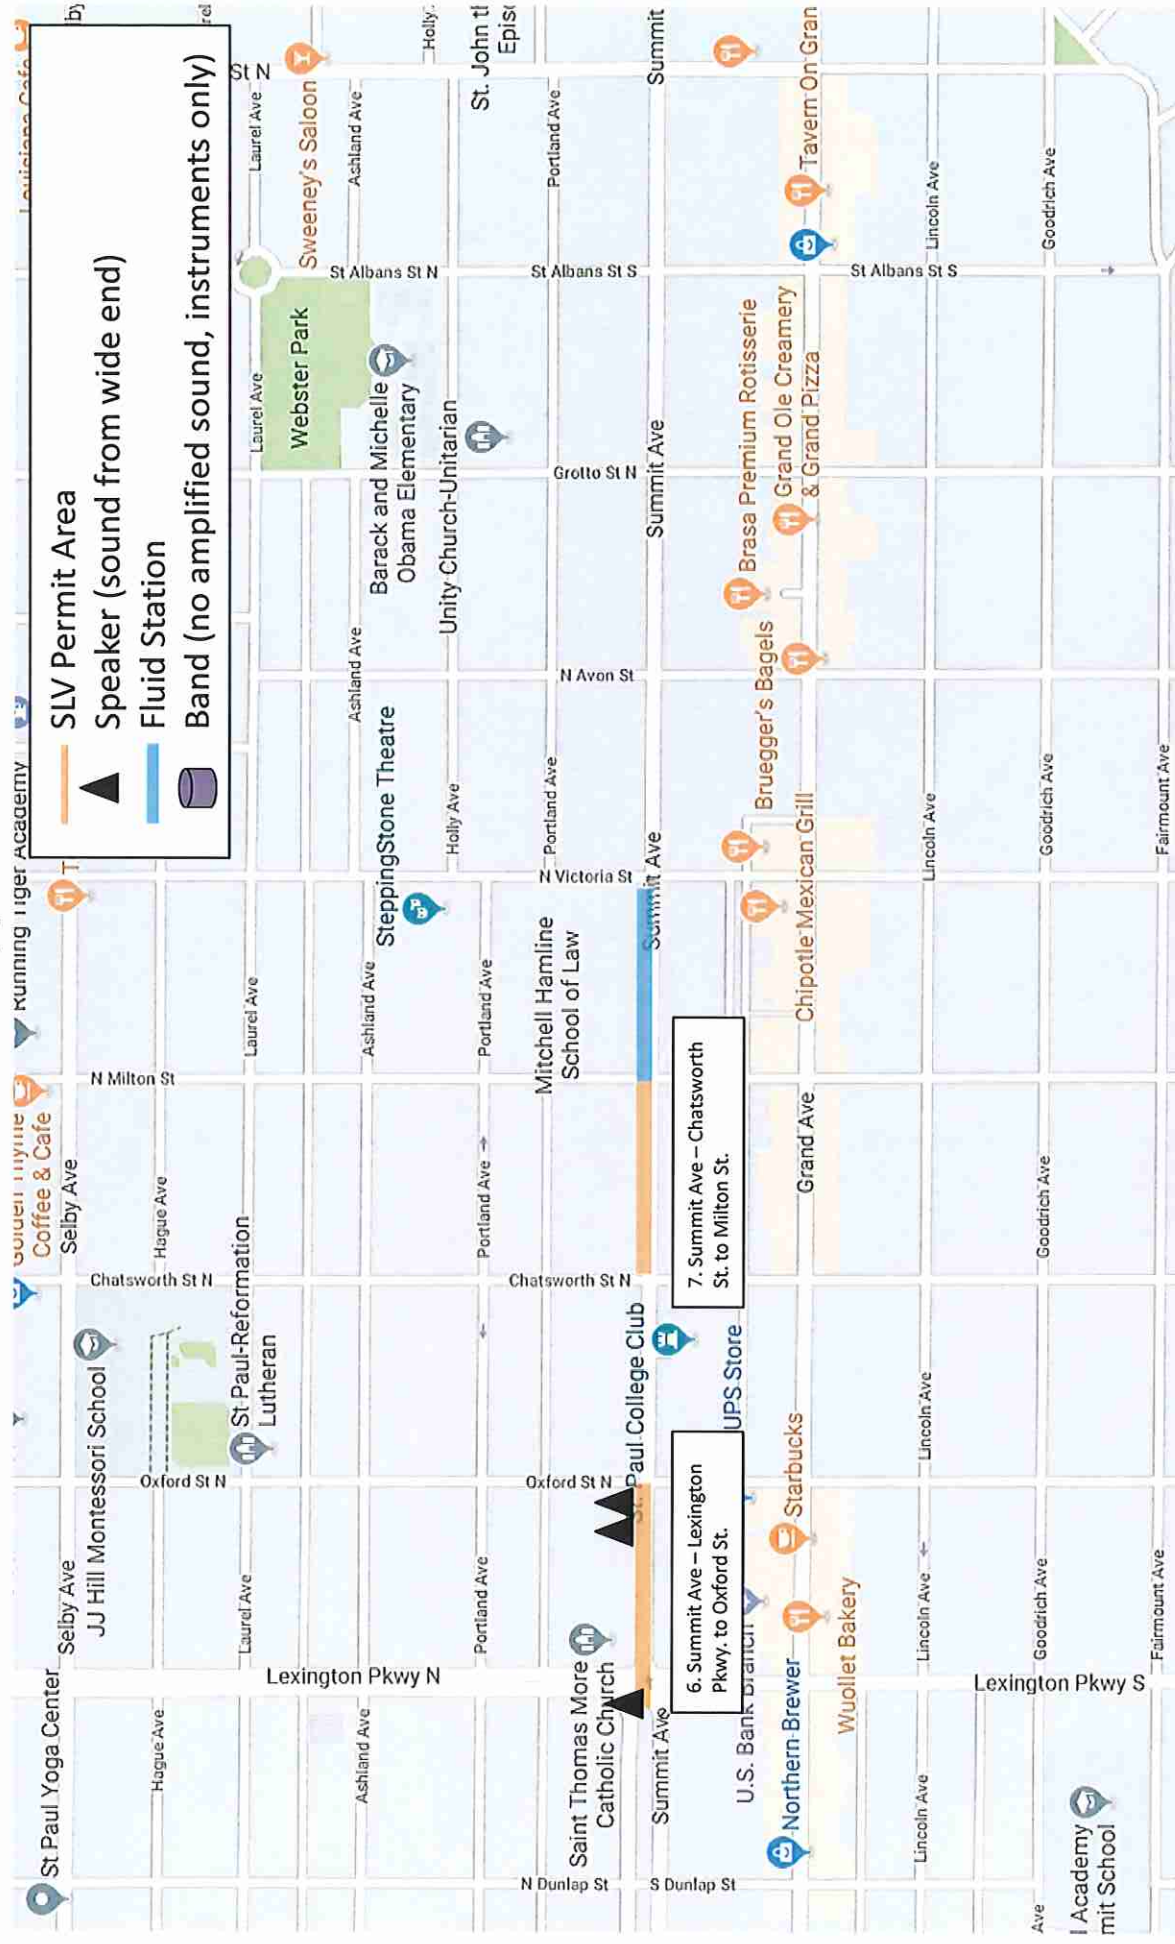 SLV Permit Area
Speaker (sound from wide end)
Fluid Station
Band (no amplified sound, instruments only)
St Paul Yoga Center
Selby Ave
JJ Hill Montessori School
Coffee & Cafe
Selby Ave
Running Tiger Academy
Hague Ave
Hague Ave
Oxford St N
Chatsworth St N
N Milton St
St Paul-Reformation
Lutheran
Laurel Ave
Laurel Ave
Laurel Ave
Laurel Ave
St N
Lexington Pkwy N
Webster Park
Sweeney's Saloon
Ashland Ave
Ashland Ave
Ashland Ave
Ashland Ave
St Albans St N
SteppingStone Theatre
Barack and Michelle
Obama Elementary
Holly Ave
Unity Church-Unitarian
Holly
Portland Ave
Portland Ave
Portland Ave
St. John
Portland Ave
Portland Ave
N Dunlap St
Oxford St N
Chatsworth St N
Mitchell Hamline
School of Law
N Victoria St
N Avon St
Grotto St N
St Albans St S
Saint Thomas More
Catholic Church
St. Paul College Club
Summit Ave
Summit Ave
Summit Ave
Summit
S Dunlap St
6. Summit Ave – Lexington
Pkwy. to Oxford St.
7. Summit Ave – Chatsworth
St. to Milton St.
U.S. Bank Branch
UPS Store
Bruegger's Bagels
Brasa Premium Rotisserie
Northern Brewer
Starbucks
Grand Ave
Chipotle Mexican Grill
Grand Ole Creamery
& Grand Pizza
Tavern On Gran
Wuollet Bakery
St Albans St S
Lincoln Ave
Lincoln Ave
Lincoln Ave
Lincoln Ave
Lincoln Ave
Lexington Pkwy S
Ave
Goodrich Ave
Goodrich Ave
Goodrich Ave
Goodrich Ave
l Academy
mit School
Fairmount Ave
Fairmount Ave